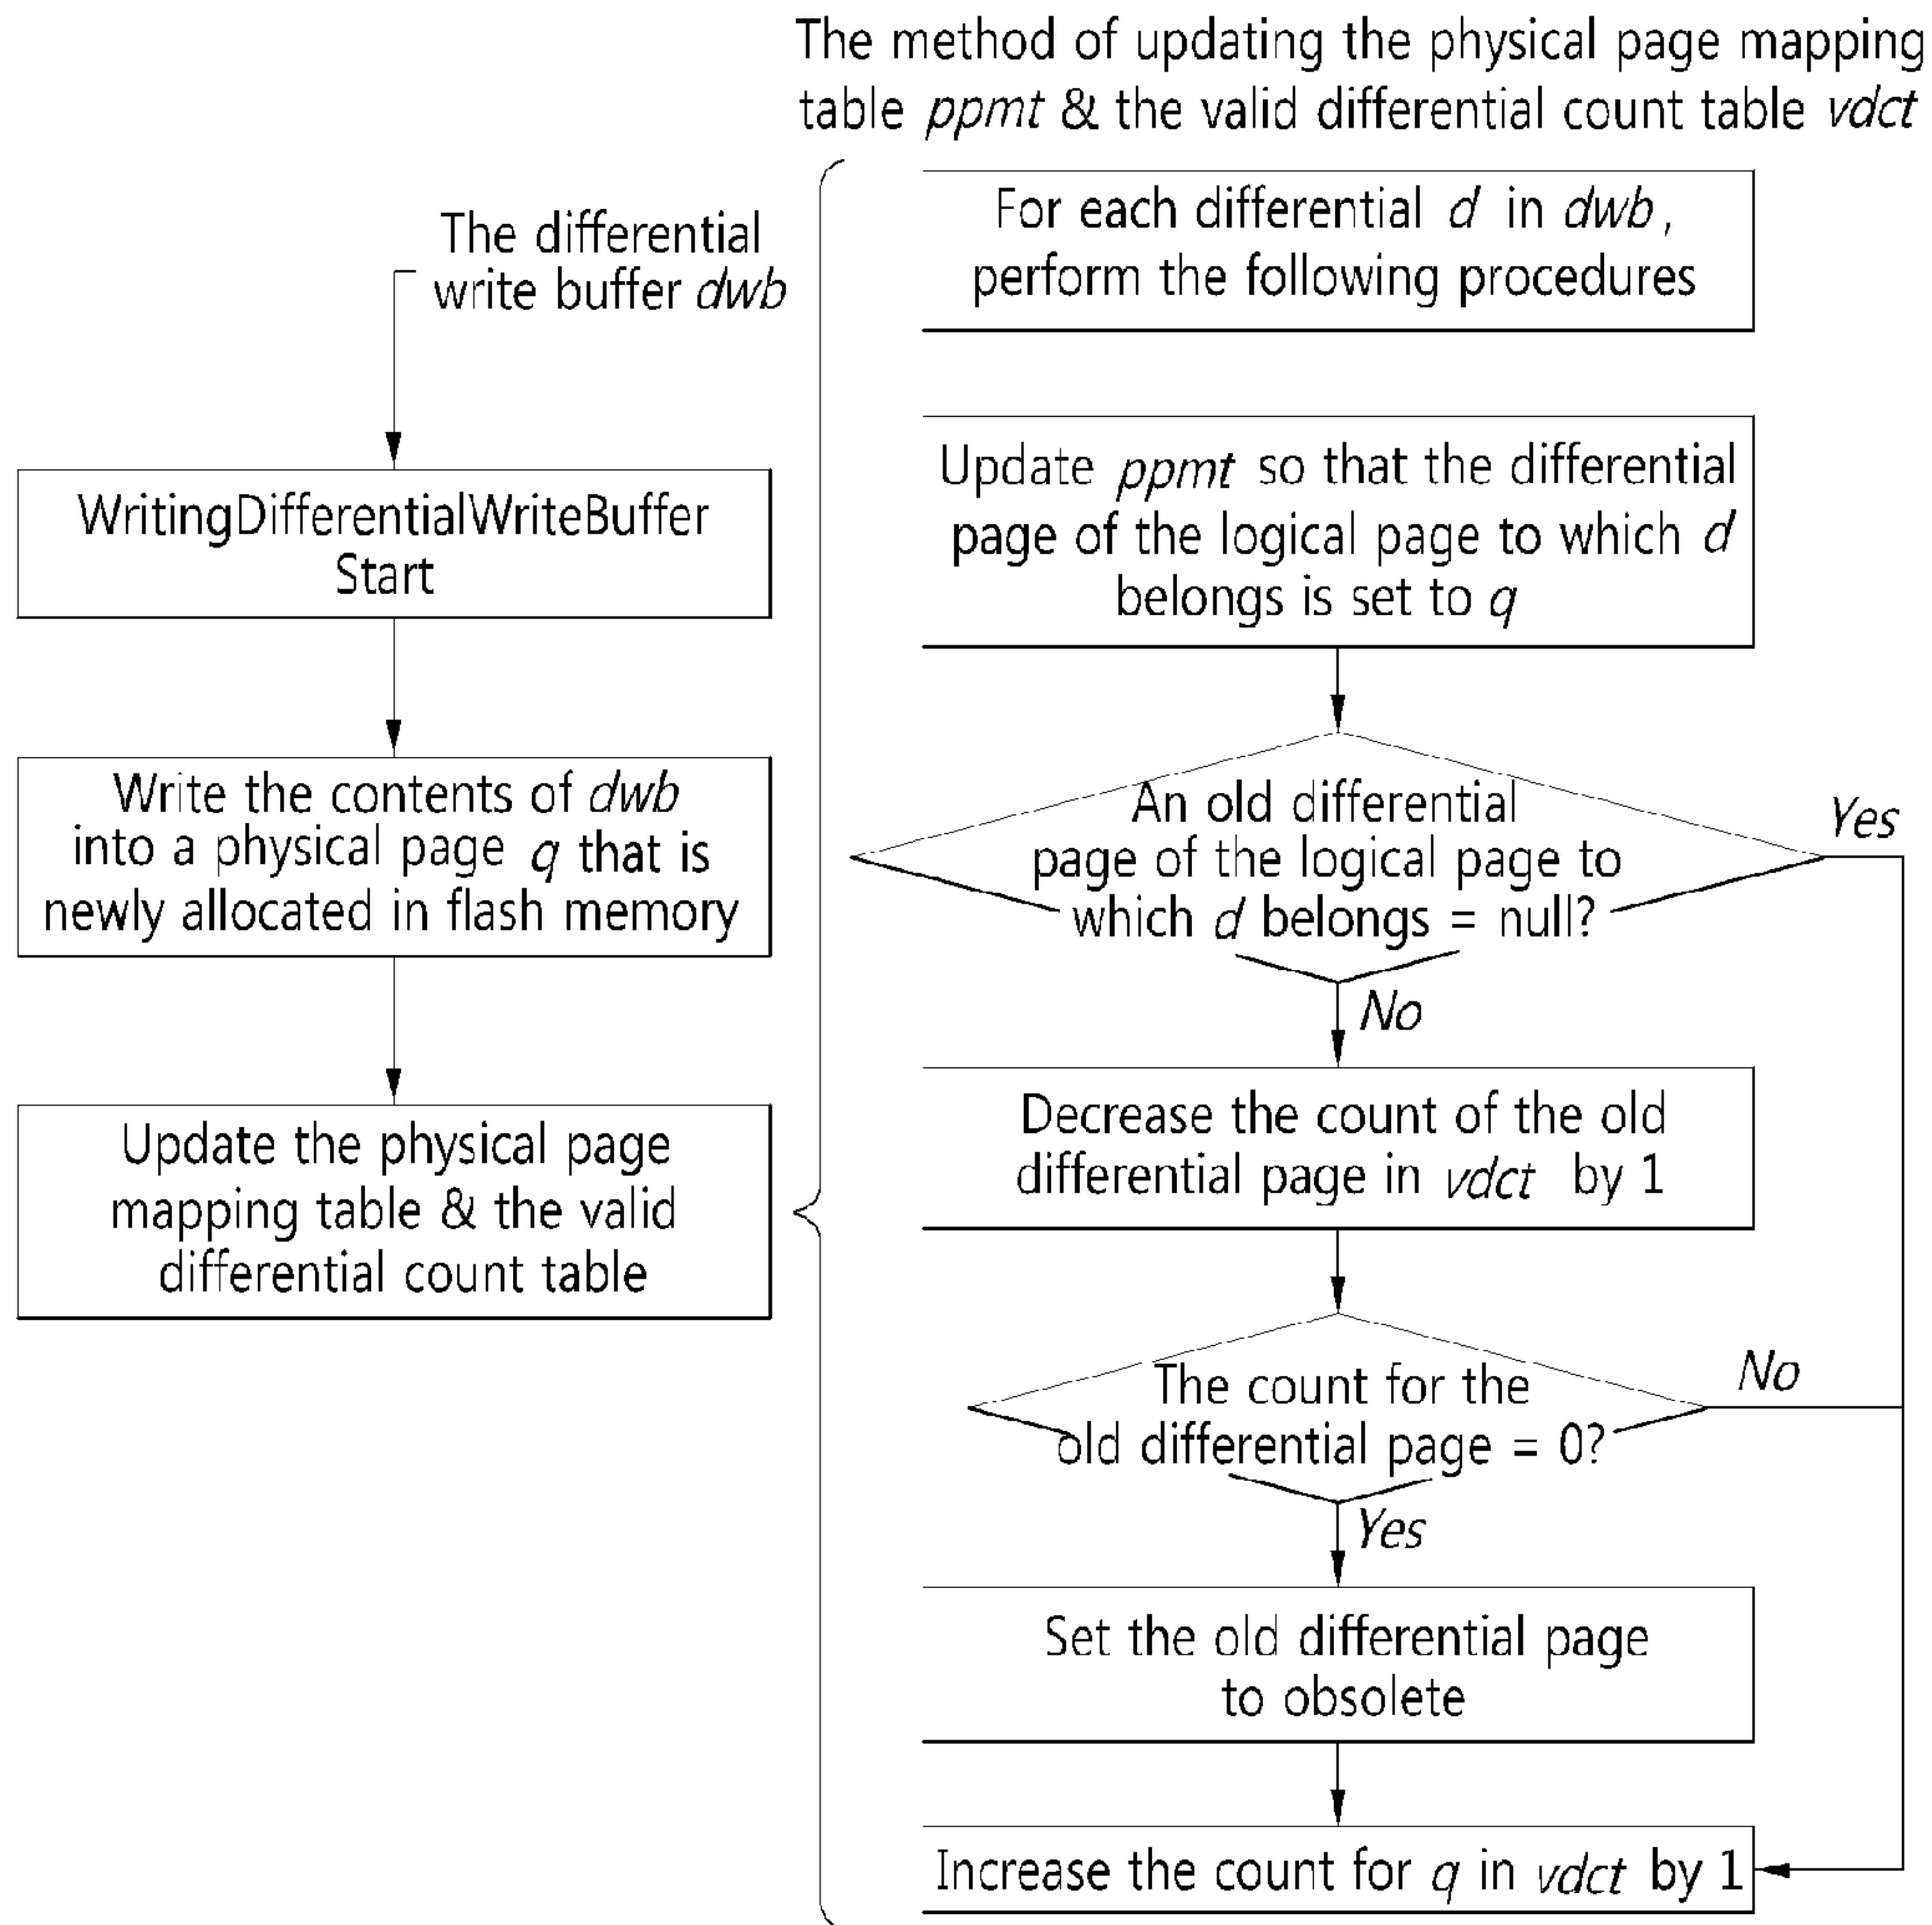 The method of updating the physical page mapping
table ppmt & the valid differential count table vdct
The differential
write buffer dwb
WritingDifferentialWriteBuffer
Start
Write the contents of dwb
into a physical page q that is
newly allocated in flash memory
Update the physical page
mapping table & the valid
differential count table
For each differential d in dwb,
perform the following procedures
Update ppmt so that the differential
page of the logical page to which d
belongs is set to q
An old differential
page of the logical page to
which d belongs = null?
Yes
No
Decrease the count of the old
differential page in vdct by 1
The count for the
old differential page = 0?
No
Yes
Set the old differential page
to obsolete
Increase the count for q in vdct by 1